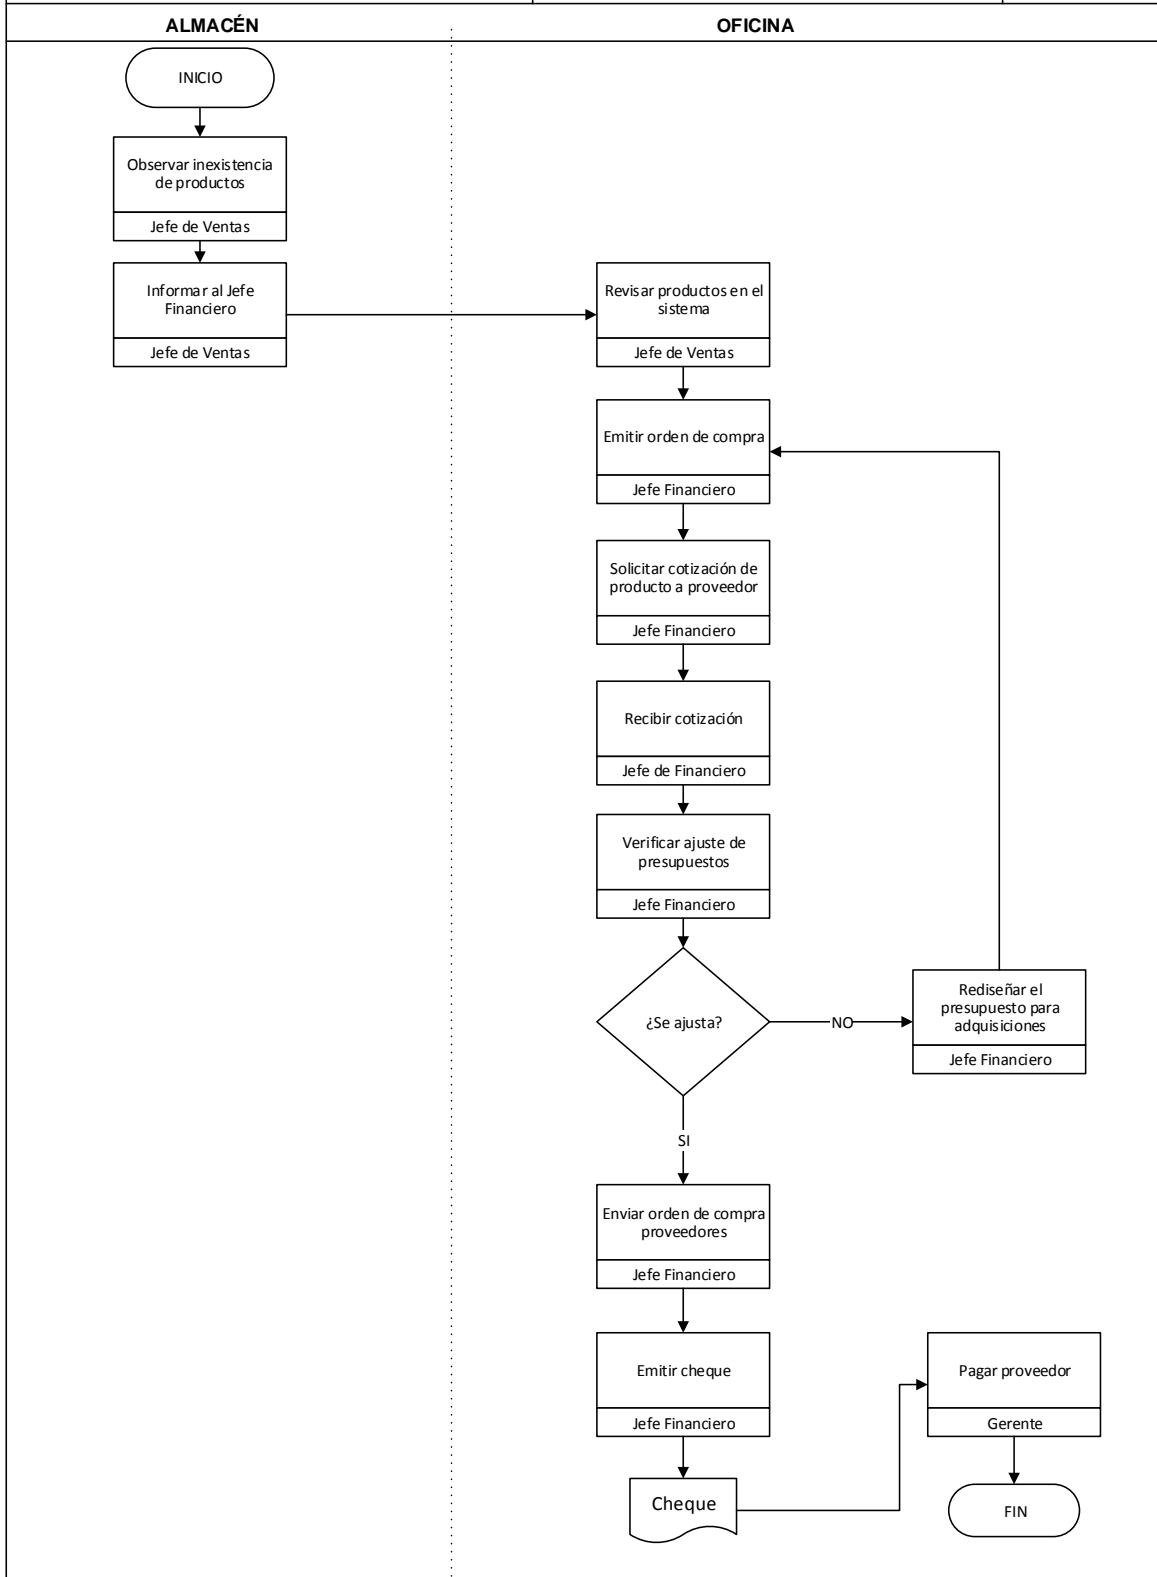 ALMACÉN
OFICINA
INICIO
Observar inexistencia
de productos
Jefe de Ventas
Informar al Jefe
Financiero
Jefe de Ventas
Revisar productos en el
sistema
Jefe de Ventas
Emitir orden de compra
Jefe Financiero
Solicitar cotización de
producto a proveedor
Jefe Financiero
Recibir cotización
Jefe de Financiero
Verificar ajuste de
presupuestos
Jefe Financiero
¿Se ajusta?
NO
Rediseñar el
presupuesto para
adquisiciones
Jefe Financiero
SI
Enviar orden de compra
proveedores
Jefe Financiero
Emitir cheque
Jefe Financiero
Cheque
Pagar proveedor
Gerente
FIN